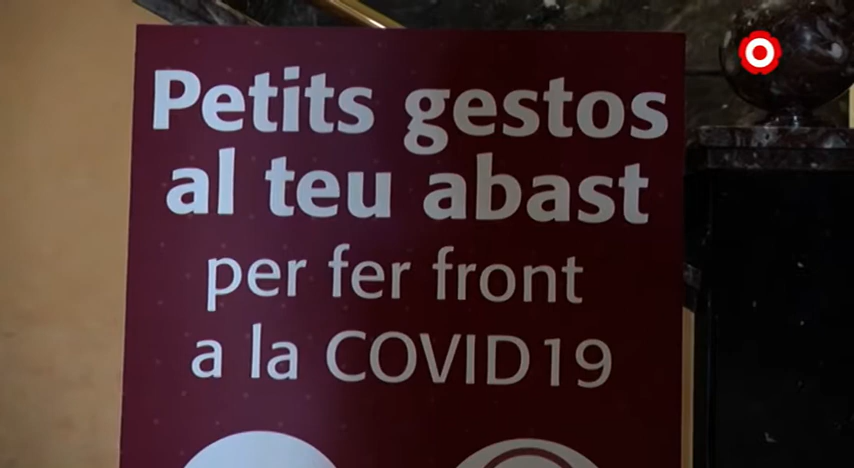 Petits gestos
al teu abast
per fer front
a la COVID19